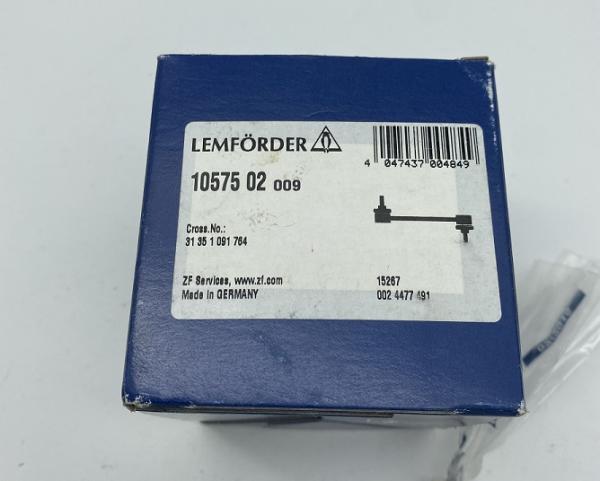 LEMFÖRDER
4 047437 004849
10575 02 009
Cross.No.:
31 35 1 091 764
ZF Services, www.zf.com
Made in GERMANY
15267
002 4477 491